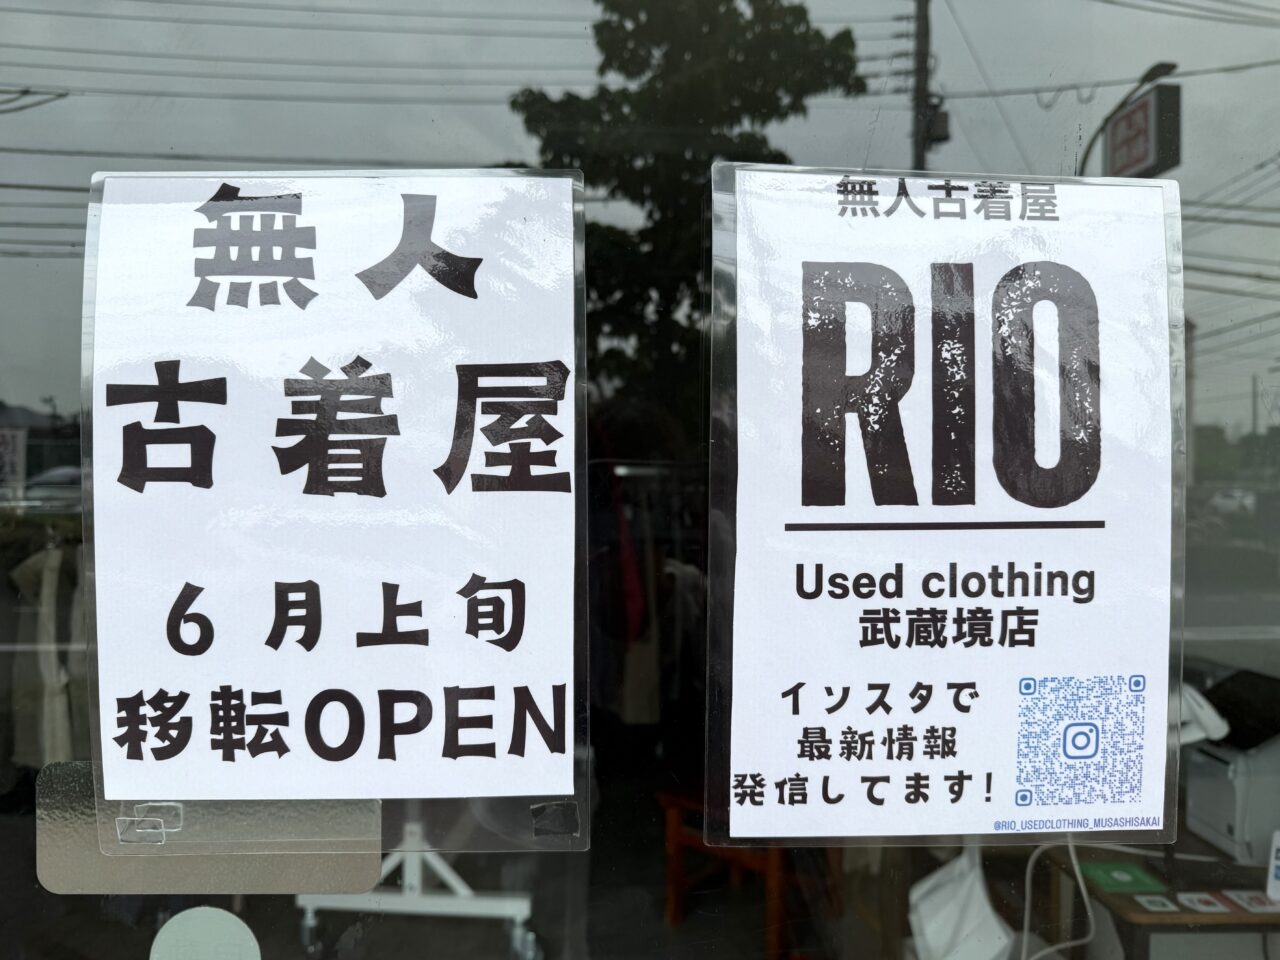 無人
古着屋
6月上旬
移転OPEN
無人古着屋
RIO
Used clothing
武蔵境店
インスタで
最新情報
発信してます!
@RIO_USEDCLOTHING_MUSASHISAKAI